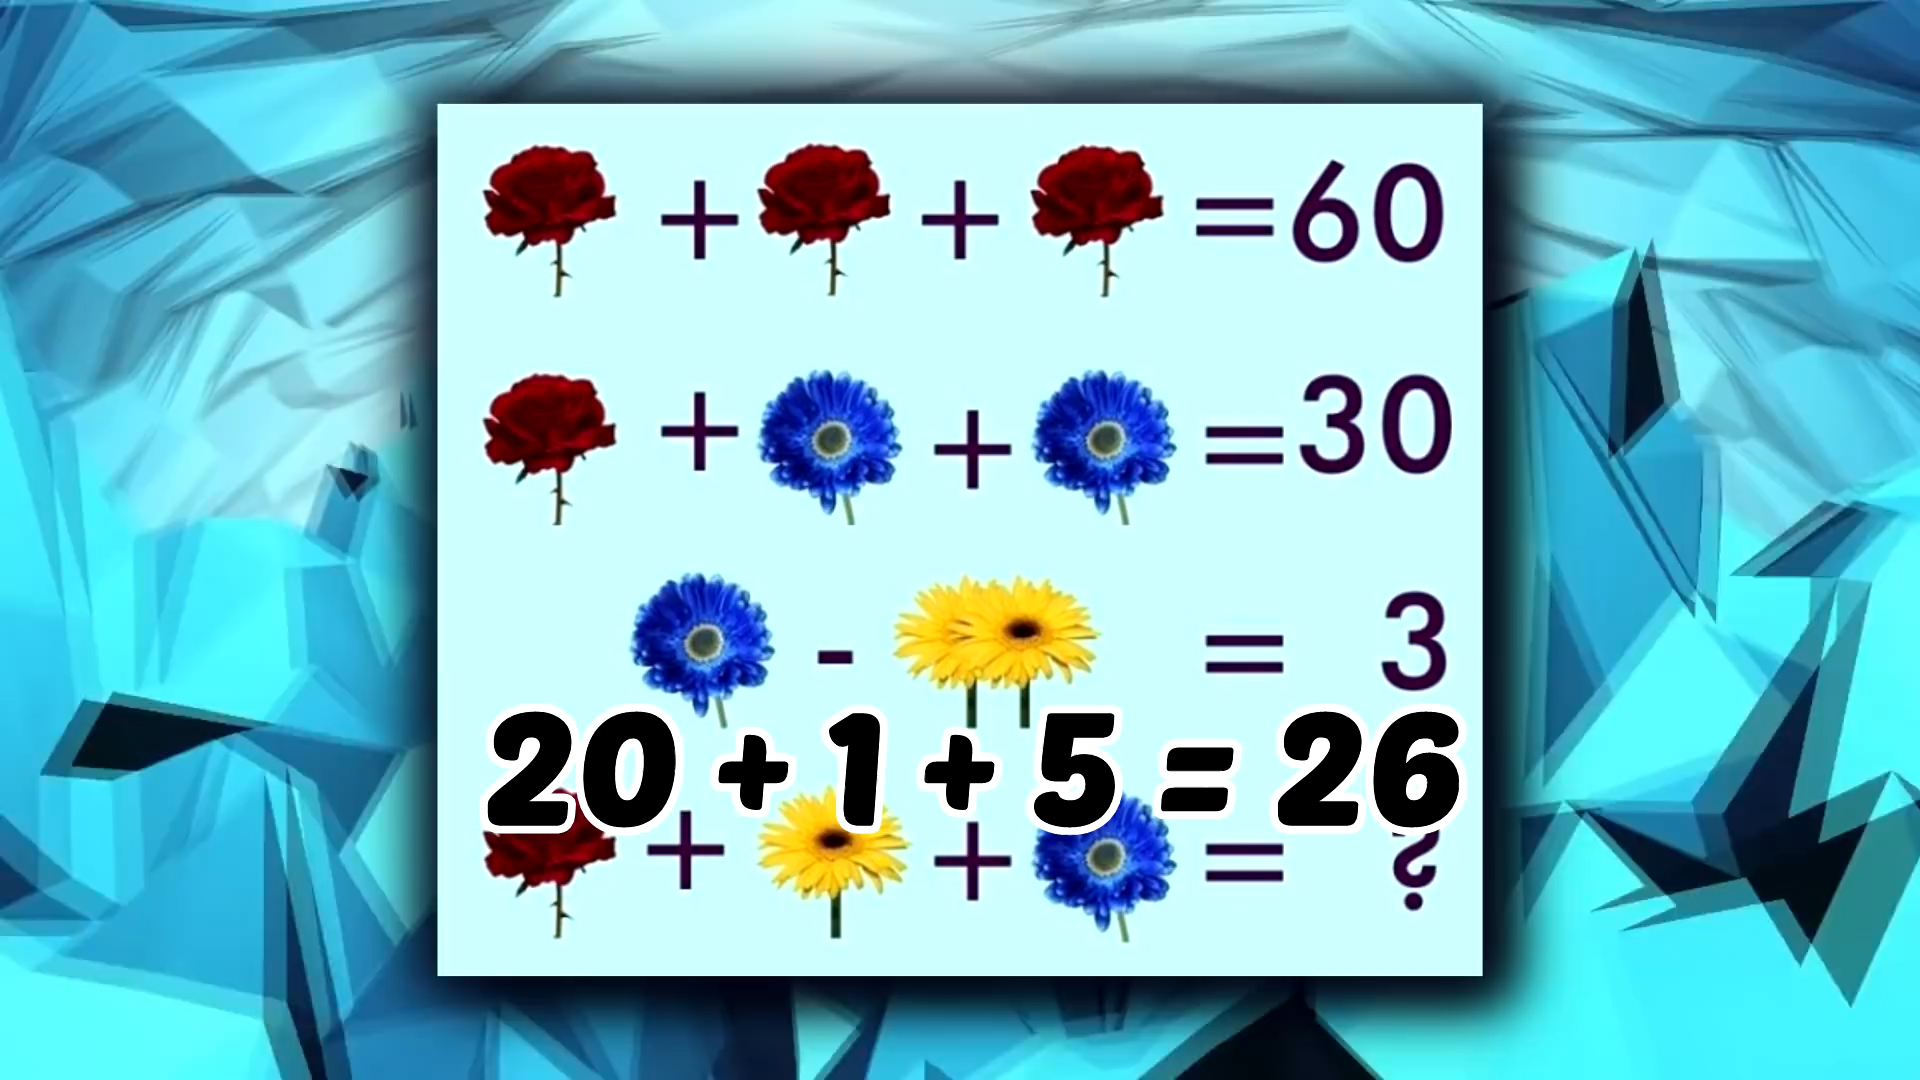 + + =60
+ + =30
- = 3
20 + 1 + 5 = 26
+ + = ?